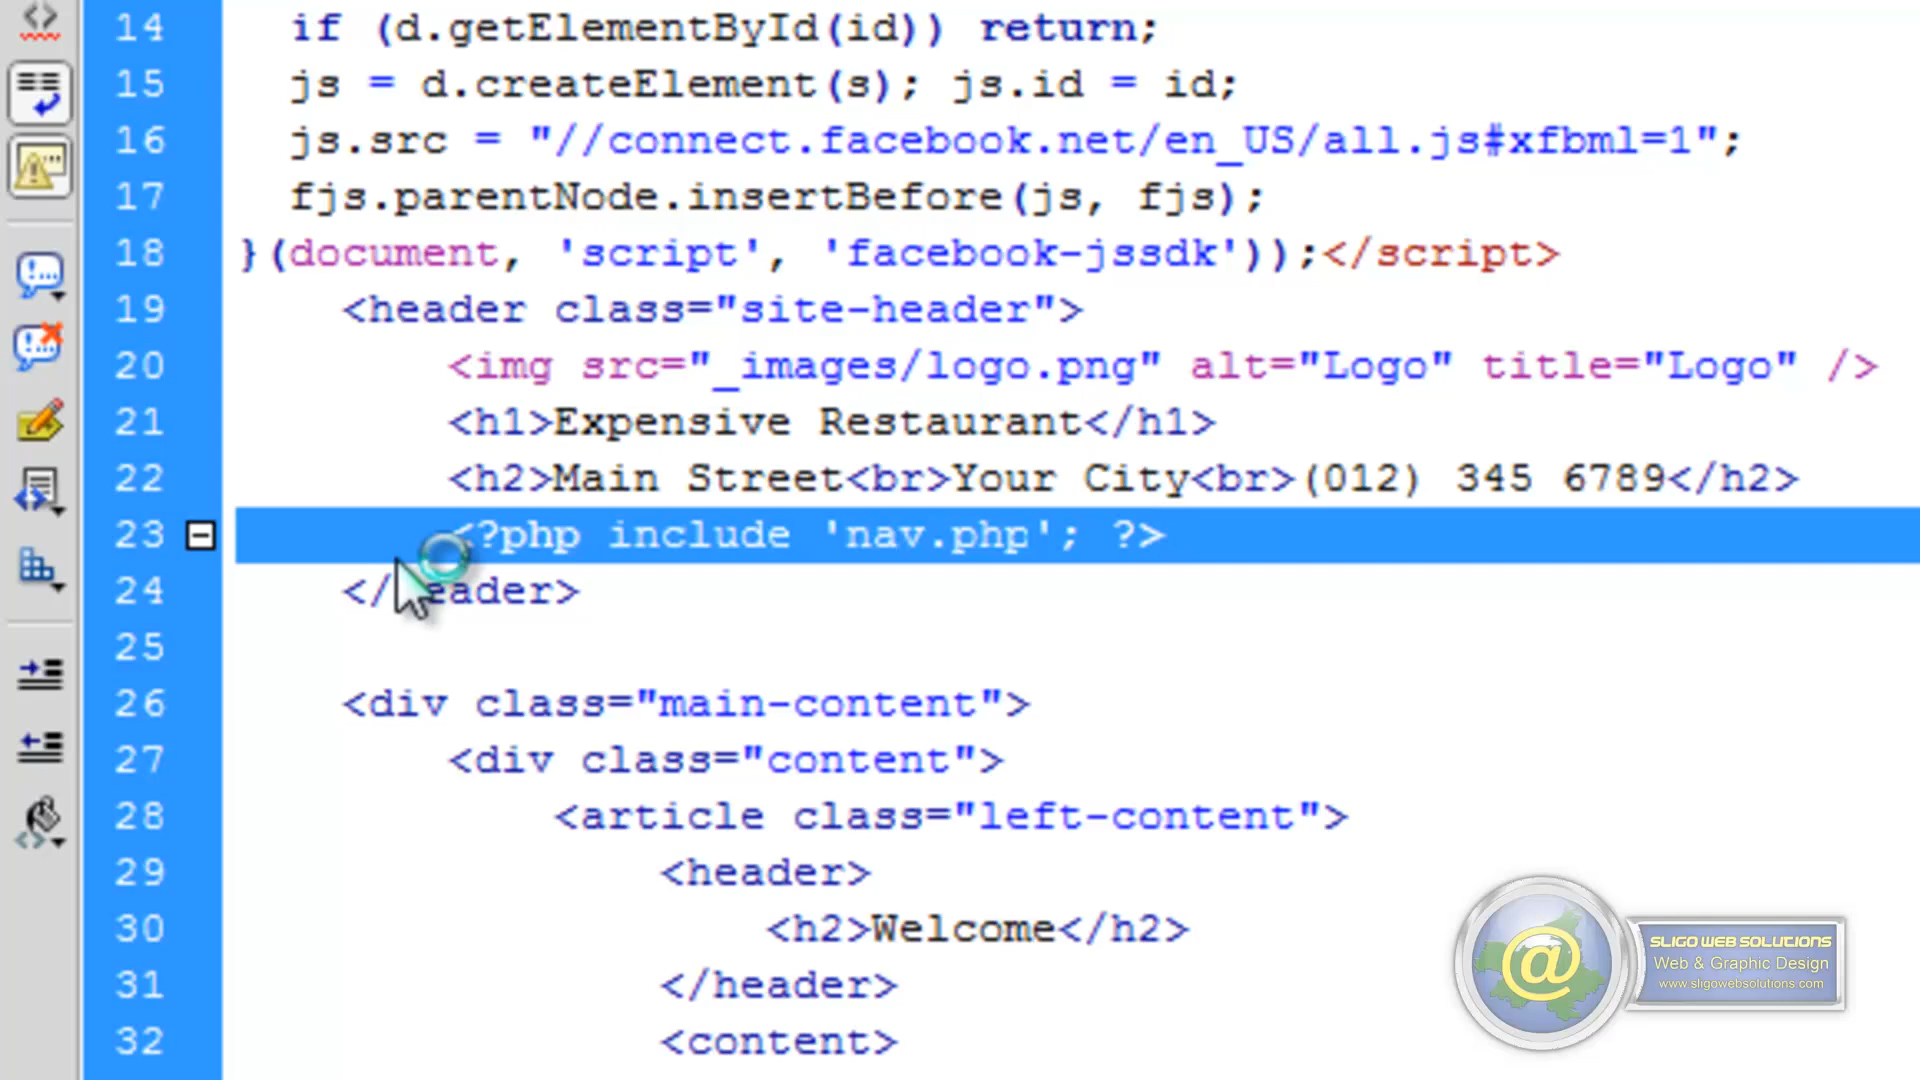 14 if (d.getElementById(id)) return;
15 js = d.createElement(s); js.id = id;
16 js.src = "//connect.facebook.net/en_US/all.js#xfbml=1";
17 fjs.parentNode.insertBefore(js, fjs);
18 }(document, 'script', 'facebook-jssdk'));</script>
19 <header class="site-header">
20 <img src="_images/logo.png" alt="Logo" title="Logo" />
21 <h1>Expensive Restaurant</h1>
22 <h2>Main Street<br>Your City<br>(012) 345 6789</h2>
23 <?php include 'nav.php'; ?>
24 </header>
25
26 <div class="main-content">
27 <div class="content">
28 <article class="left-content">
29 <header>
30 <h2>Welcome</h2>
31 </header>
32 <content>
@
SLIGO WEB SOLUTIONS
Web & Graphic Design
www.sligowebsolutions.com